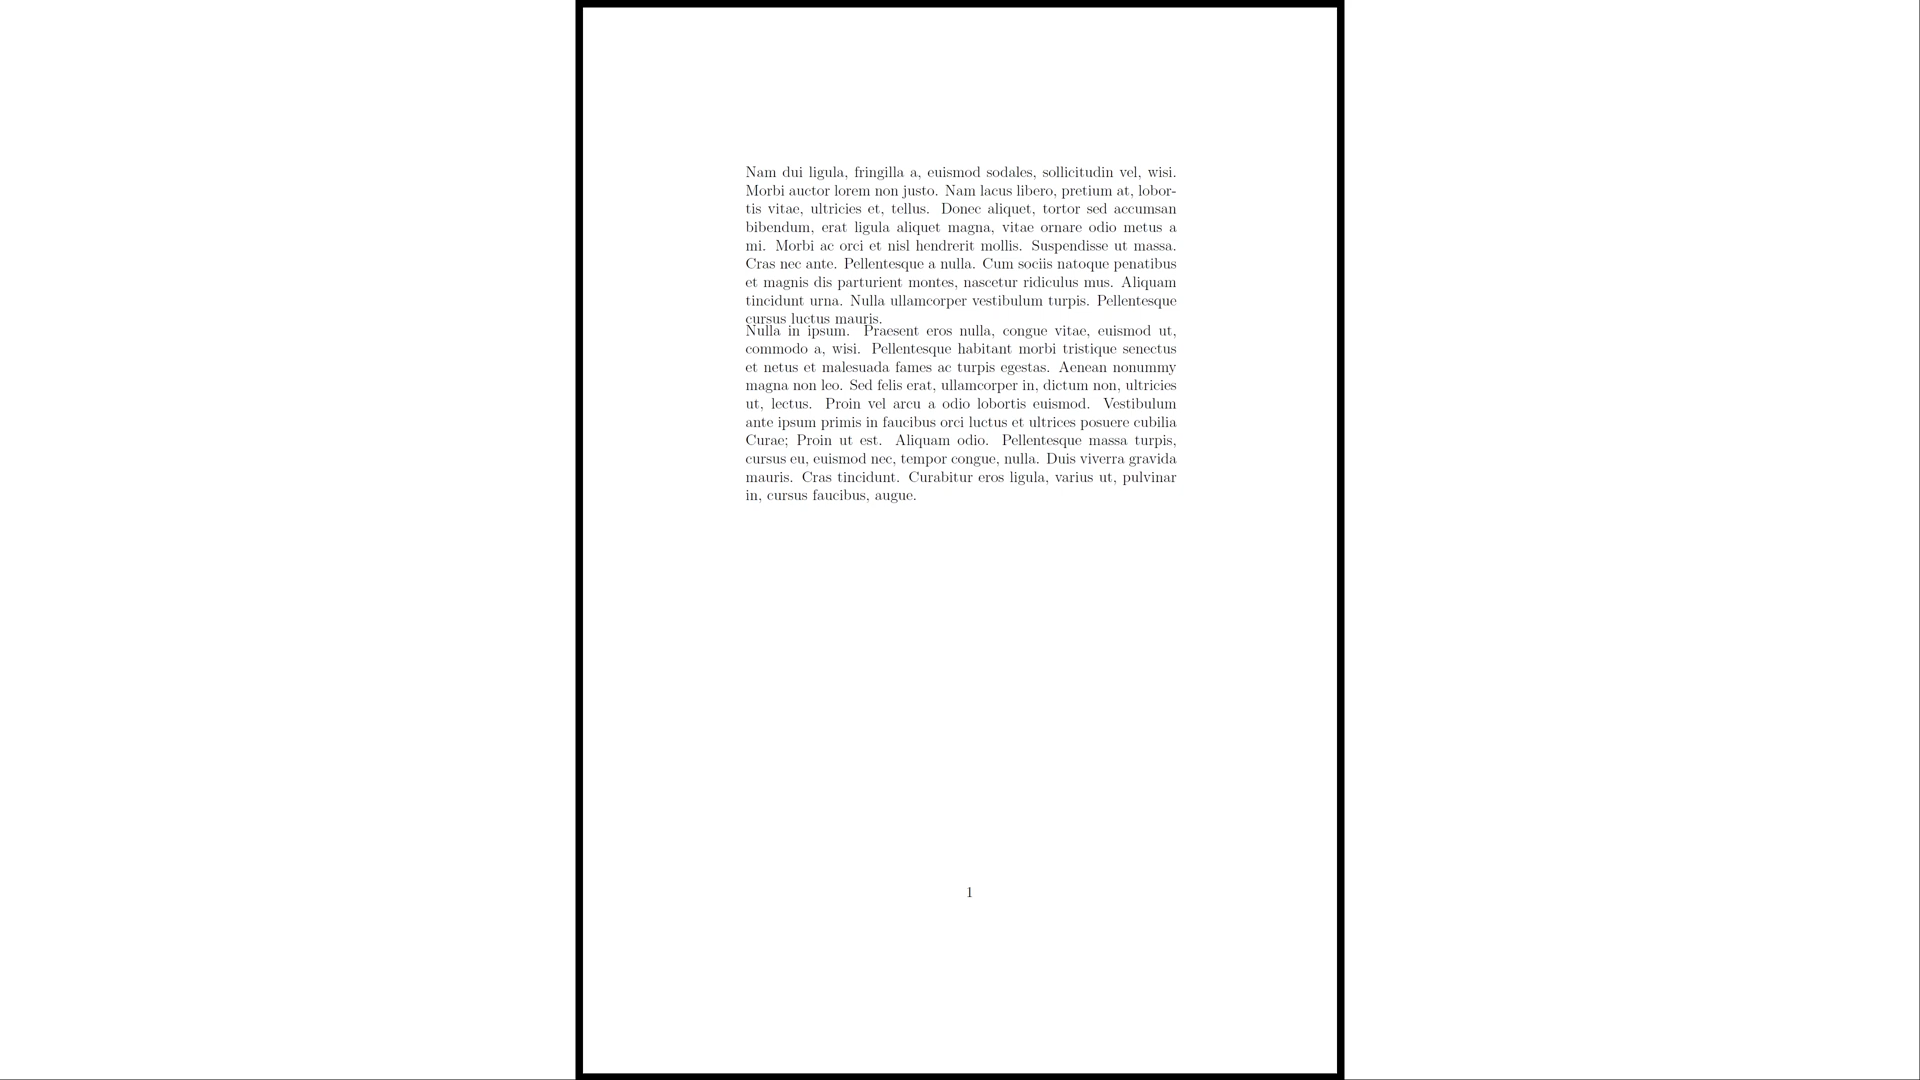 Nam dui ligula, fringilla a, euismod sodales, sollicitudin vel, wisi.
Morbi auctor lorem non justo. Nam lacus libero, pretium at, lobor-
tis vitae, ultricies et, tellus. Donec aliquet, tortor sed accumsan
bibendum, erat ligula aliquet magna, vitae ornare odio metus a
mi. Morbi ac orci et nisl hendrerit mollis. Suspendisse ut massa.
Cras nec ante. Pellentesque a nulla. Cum sociis natoque penatibus
et magnis dis parturient montes, nascetur ridiculus mus. Aliquam
tincidunt urna. Nulla ullamcorper vestibulum turpis. Pellentesque
cursus luctus mauris.
Nulla in ipsum. Praesent eros nulla, congue vitae, euismod ut,
commodo a, wisi. Pellentesque habitant morbi tristique senectus
et netus et malesuada fames ac turpis egestas. Aenean nonummy
magna non leo. Sed felis erat, ullamcorper in, dictum non, ultricies
ut, lectus. Proin vel arcu a odio lobortis euismod. Vestibulum
ante ipsum primis in faucibus orci luctus et ultrices posuere cubilia
Curae; Proin ut est. Aliquam odio. Pellentesque massa turpis,
cursus eu, euismod nec, tempor congue, nulla. Duis viverra gravida
mauris. Cras tincidunt. Curabitur eros ligula, varius ut, pulvinar
in, cursus faucibus, augue.
1